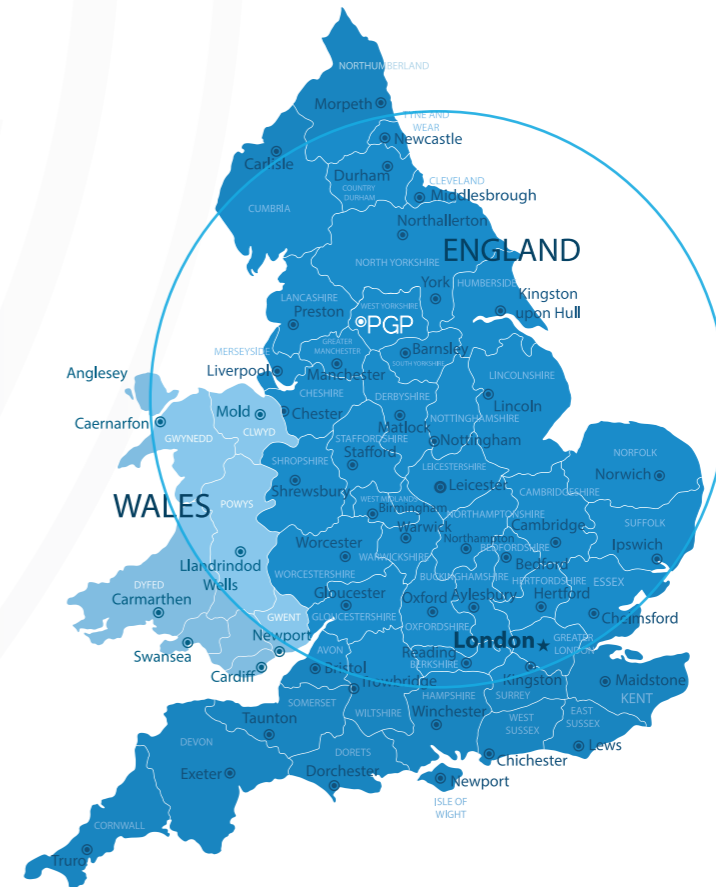 NORTHUMBERLAND
Morpeth
TYNE AND
WEAR
Newcastle
Carlisle
Durham
COUNTRY
DURHAM
CLEVELAND
Middlesbrough
CUMBRIA
Northallerton
ENGLAND
NORTH YORKSHIRE
York
HUMBERSIDE
Kingston
upon Hull
LANCASHIRE
Preston
WEST YORKSHIRE
PGP
GREATER
MANCHESTER
MERSEYSIDE
Barnsley
SOUTH YORKSHIRE
Liverpool
Manchester
Anglesey
LINCOLNSHIRE
CHESHIRE
DERBYSHIRE
Lincoln
Mold
Chester
Caernarfon
Matlock
NOTTINGHAMSHIRE
CLWYD
GWYNEDD
STAFFORDSHIRE
Nottingham
Stafford
NORFOLK
SHROPSHIRE
LEICESTERSHIRE
Norwich
Shrewsbury
Leicester
CAMBRIDGESHIRE
WALES
POWYS
WEST MIDLANDS
Birmingham
NORTHAMPTONSHIRE
SUFFOLK
Warwick
Cambridge
Worcester
Northampton
BEDFORDSHIRE
Ipswich
WARWICKSHIRE
Llandrindod
Wells
Bedford
WORCESTERSHIRE
BUCKINGHAMSHIRE
HERTFORDSHIRE
ESSEX
DYFED
Carmarthen
Gloucester
Oxford
Aylesbury
Hertford
GWENT
GLOUCESTERSHIRE
OXFORDSHIRE
Chelmsford
Newport
London
GREATER
LONDON
Swansea
AVON
Reading
BERKSHIRE
Cardiff
Bristol
Trowbridge
Kingston
Maidstone
SOMERSET
HAMPSHIRE
SURREY
KENT
WILTSHIRE
Winchester
WEST
SUSSEX
EAST
SUSSEX
Taunton
DEVON
Lews
DORETS
Chichester
Exeter
Dorchester
Newport
ISLE OF
WIGHT
CORNWALL
Truro